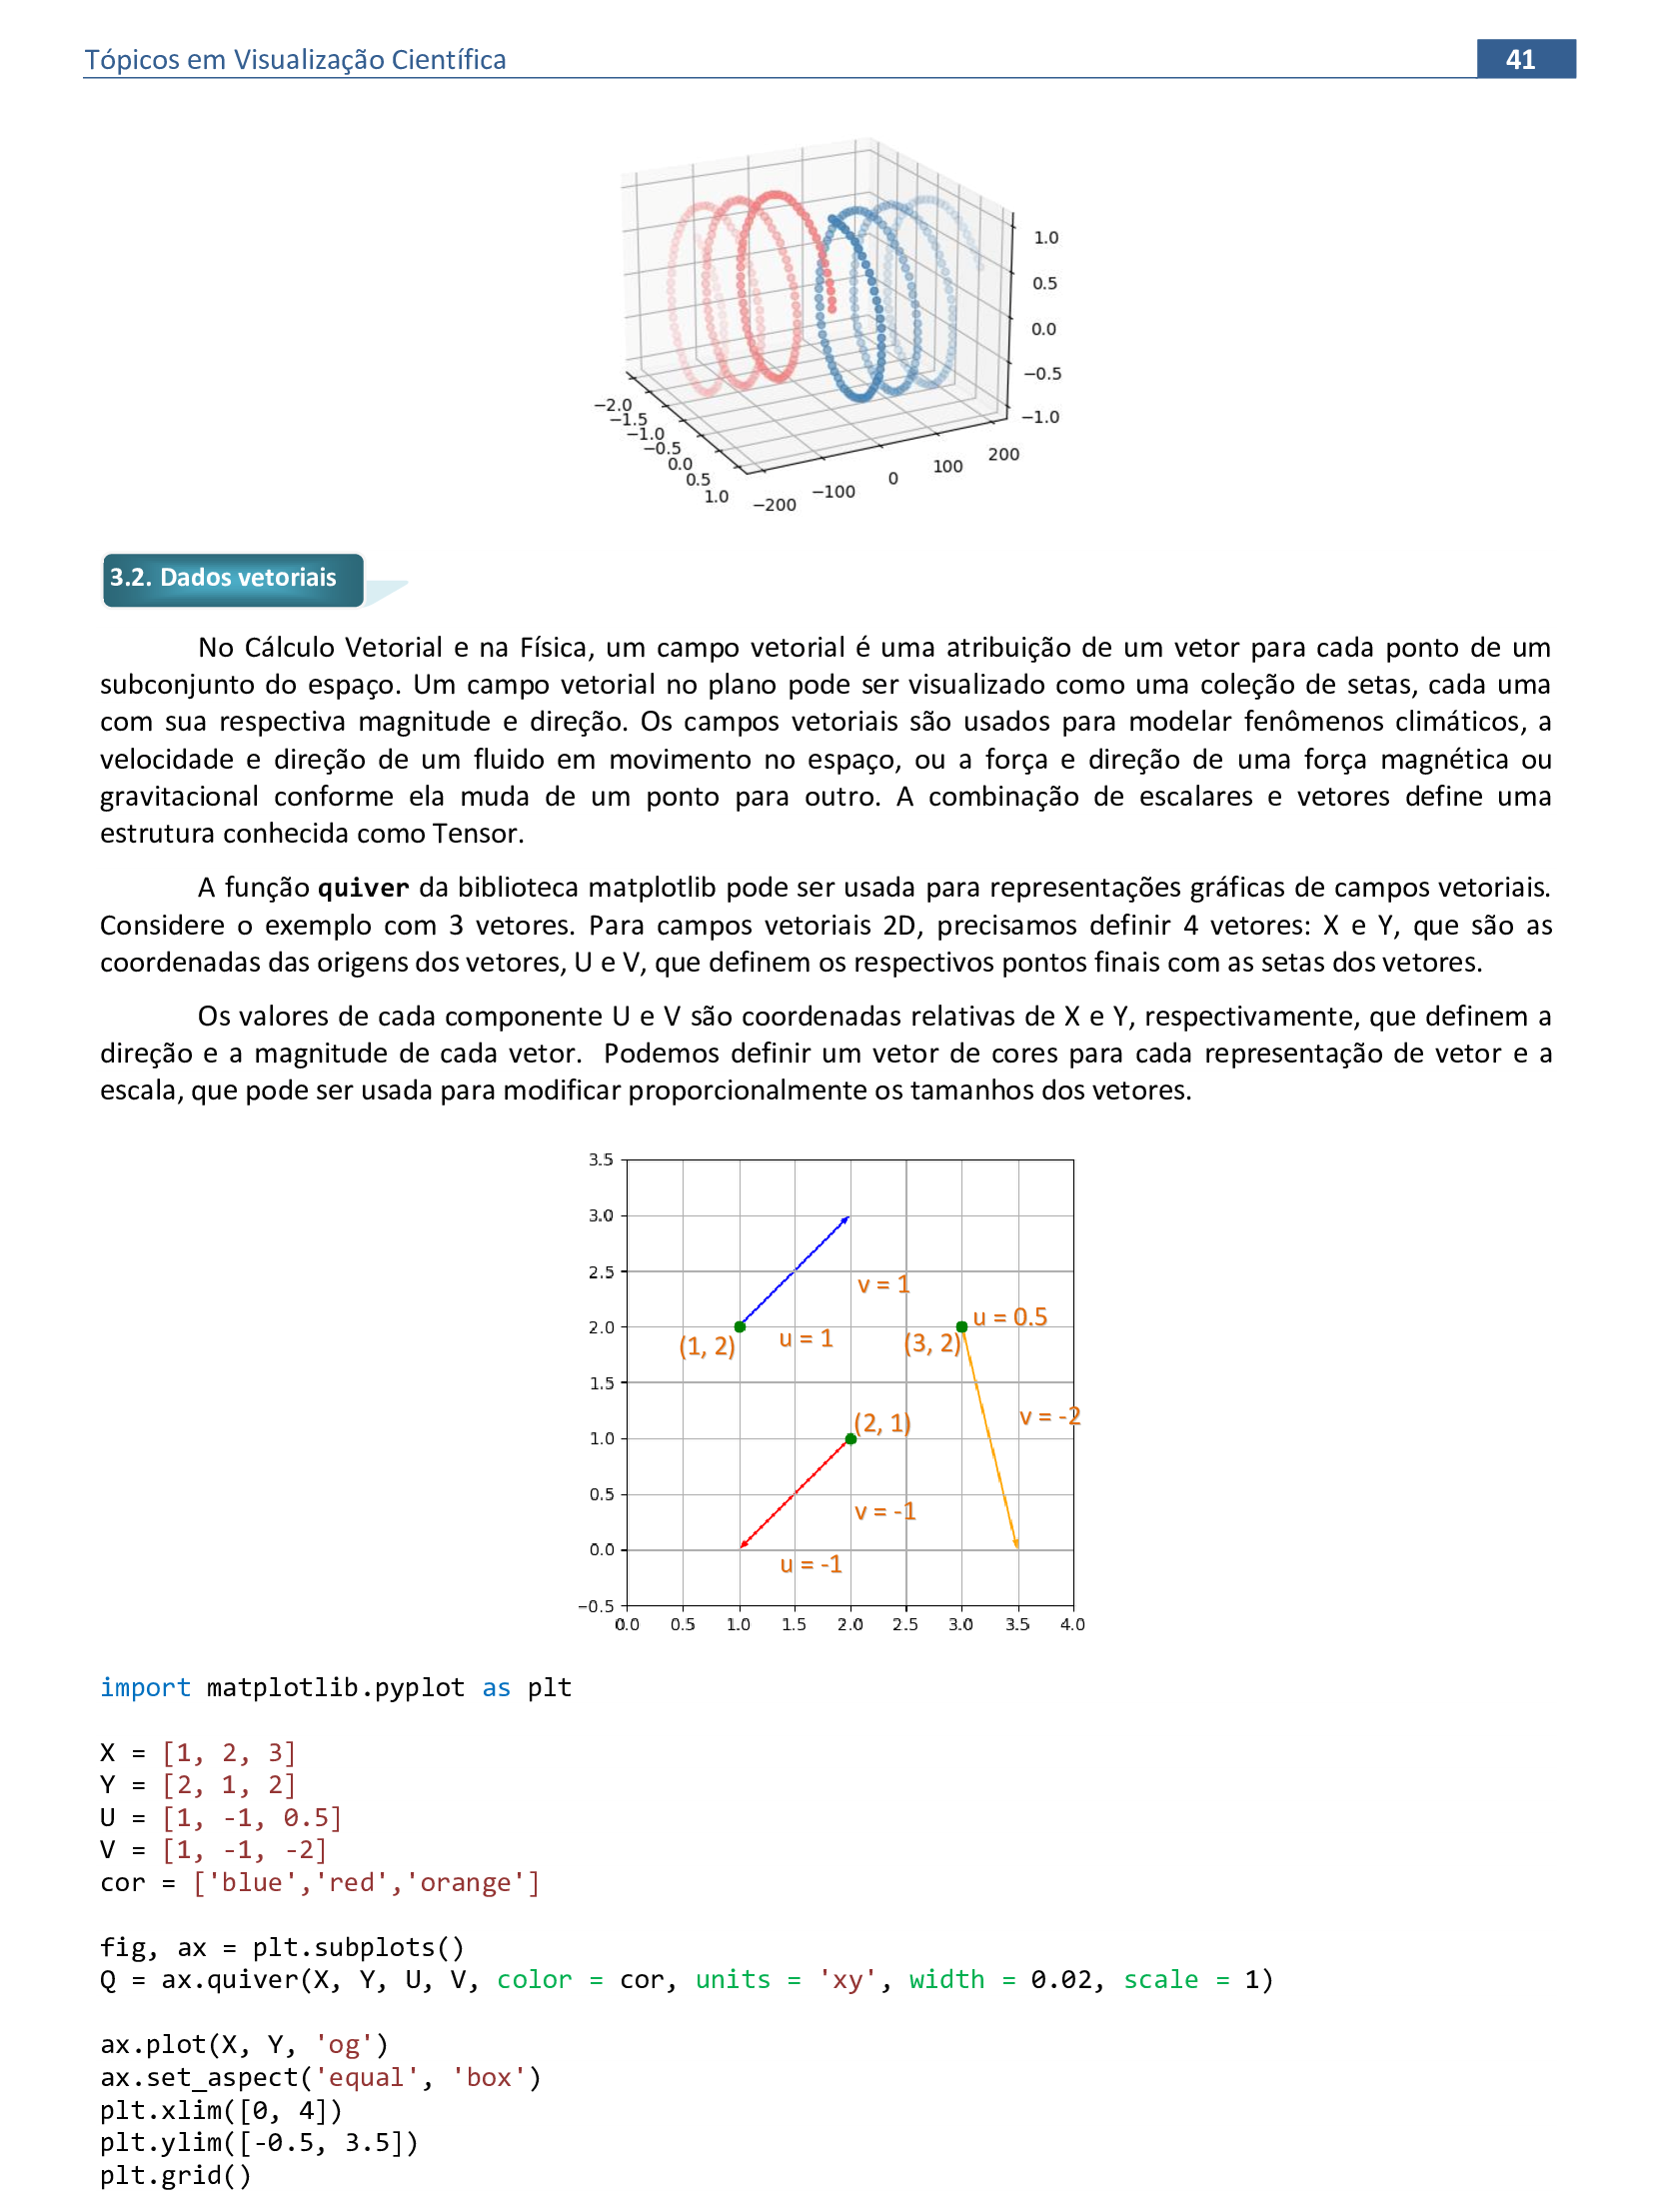 Tópicos em Visualização Científica 41
1.0
0.5
0.0
−0.5
−1.0
−2.0
−1.5
−1.0
−0.5
0.0
0.5
1.0
−200
−100
0
100
200
3.2. Dados vetoriais
No Cálculo Vetorial e na Física, um campo vetorial é uma atribuição de um vetor para cada ponto de um
subconjunto do espaço. Um campo vetorial no plano pode ser visualizado como uma coleção de setas, cada uma
com sua respectiva magnitude e direção. Os campos vetoriais são usados para modelar fenômenos climáticos, a
velocidade e direção de um fluido em movimento no espaço, ou a força e direção de uma força magnética ou
gravitacional conforme ela muda de um ponto para outro. A combinação de escalares e vetores define uma
estrutura conhecida como Tensor.
A função quiver da biblioteca matplotlib pode ser usada para representações gráficas de campos vetoriais.
Considere o exemplo com 3 vetores. Para campos vetoriais 2D, precisamos definir 4 vetores: X e Y, que são as
coordenadas das origens dos vetores, U e V, que definem os respectivos pontos finais com as setas dos vetores.
Os valores de cada componente U e V são coordenadas relativas de X e Y, respectivamente, que definem a
direção e a magnitude de cada vetor. Podemos definir um vetor de cores para cada representação de vetor e a
escala, que pode ser usada para modificar proporcionalmente os tamanhos dos vetores.
3.5
3.0
2.5
v = 1
2.0
u = 0.5
(1, 2)
u = 1
(3, 2)
1.5
v = -2
(2, 1)
1.0
0.5
v = -1
0.0
u = -1
−0.5
0.0 0.5 1.0 1.5 2.0 2.5 3.0 3.5 4.0
import matplotlib.pyplot as plt
X = [1, 2, 3]
Y = [2, 1, 2]
U = [1, -1, 0.5]
V = [1, -1, -2]
cor = ['blue','red','orange']
fig, ax = plt.subplots()
Q = ax.quiver(X, Y, U, V, color = cor, units = 'xy', width = 0.02, scale = 1)
ax.plot(X, Y, 'og')
ax.set_aspect('equal', 'box')
plt.xlim([0, 4])
plt.ylim([-0.5, 3.5])
plt.grid()